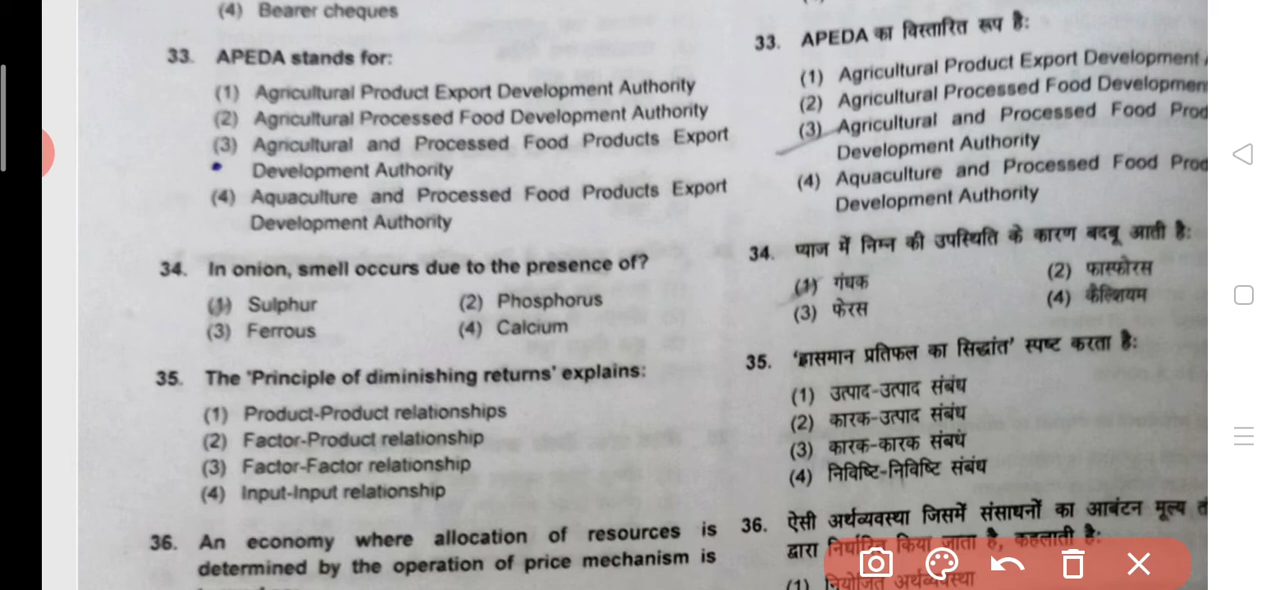 (4) Bearer cheques
33. APEDA stands for:
(1) Agricultural Product Export Development Authority
(2) Agricultural Processed Food Development Authority
(3) Agricultural and Processed Food Products Export
Development Authority
(4) Aquaculture and Processed Food Products Export
Development Authority
34. In onion, smell occurs due to the presence of?
(1) Sulphur (2) Phosphorus
(3) Ferrous (4) Calcium
35. The 'Principle of diminishing returns' explains:
(1) Product-Product relationships
(2) Factor-Product relationship
(3) Factor-Factor relationship
(4) Input-Input relationship
36. An economy where allocation of resources is
determined by the operation of price mechanism is
33. APEDA का विस्तारित रूप है:
(1) Agricultural Product Export Development
(2) Agricultural Processed Food Developmen
(3) Agricultural and Processed Food Prod
Development Authority
(4) Aquaculture and Processed Food Prod
Development Authority
34. प्याज में निम्न की उपस्थिति के कारण बदबू आती है:
(1) गंधक (2) फास्फोरस
(3) फेरस (4) कैल्शियम
35. 'ह्रासमान प्रतिफल का सिद्धांत' स्पष्ट करता है:
(1) उत्पाद-उत्पाद संबंध
(2) कारक-उत्पाद संबंध
(3) कारक-कारक संबंध
(4) निविष्टि-निविष्टि संबंध
36. ऐसी अर्थव्यवस्था जिसमें संसाधनों का आबंटन मूल्य
द्वारा निर्धारित किया जाता है, कहलाती है:
(1) नियोजित अर्थव्यवस्था